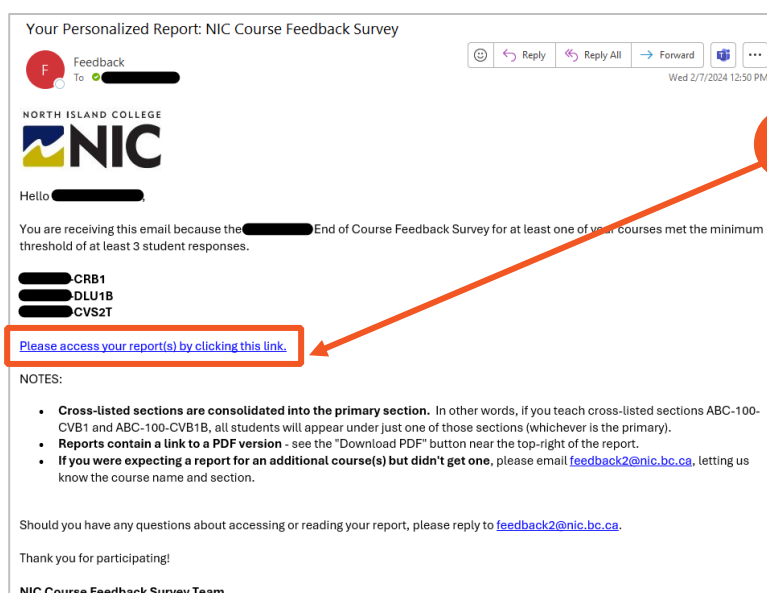 Your Personalized Report: NIC Course Feedback Survey
F
Feedback
To
Reply
Reply All
Forward
Wed 2/7/2024 12:50 PM
NORTH ISLAND COLLEGE
NIC
Hello ,
You are receiving this email because the End of Course Feedback Survey for at least one of your courses met the minimum
threshold of at least 3 student responses.
-CRB1
-DLU1B
-CVS2T
Please access your report(s) by clicking this link.
NOTES:
• Cross-listed sections are consolidated into the primary section. In other words, if you teach cross-listed sections ABC-100-
CVB1 and ABC-100-CVB1B, all students will appear under just one of those sections (whichever is the primary).
• Reports contain a link to a PDF version - see the "Download PDF" button near the top-right of the report.
• If you were expecting a report for an additional course(s) but didn't get one, please email feedback2@nic.bc.ca, letting us
know the course name and section.
Should you have any questions about accessing or reading your report, please reply to feedback2@nic.bc.ca.
Thank you for participating!
NIC Course Feedback Survey Team